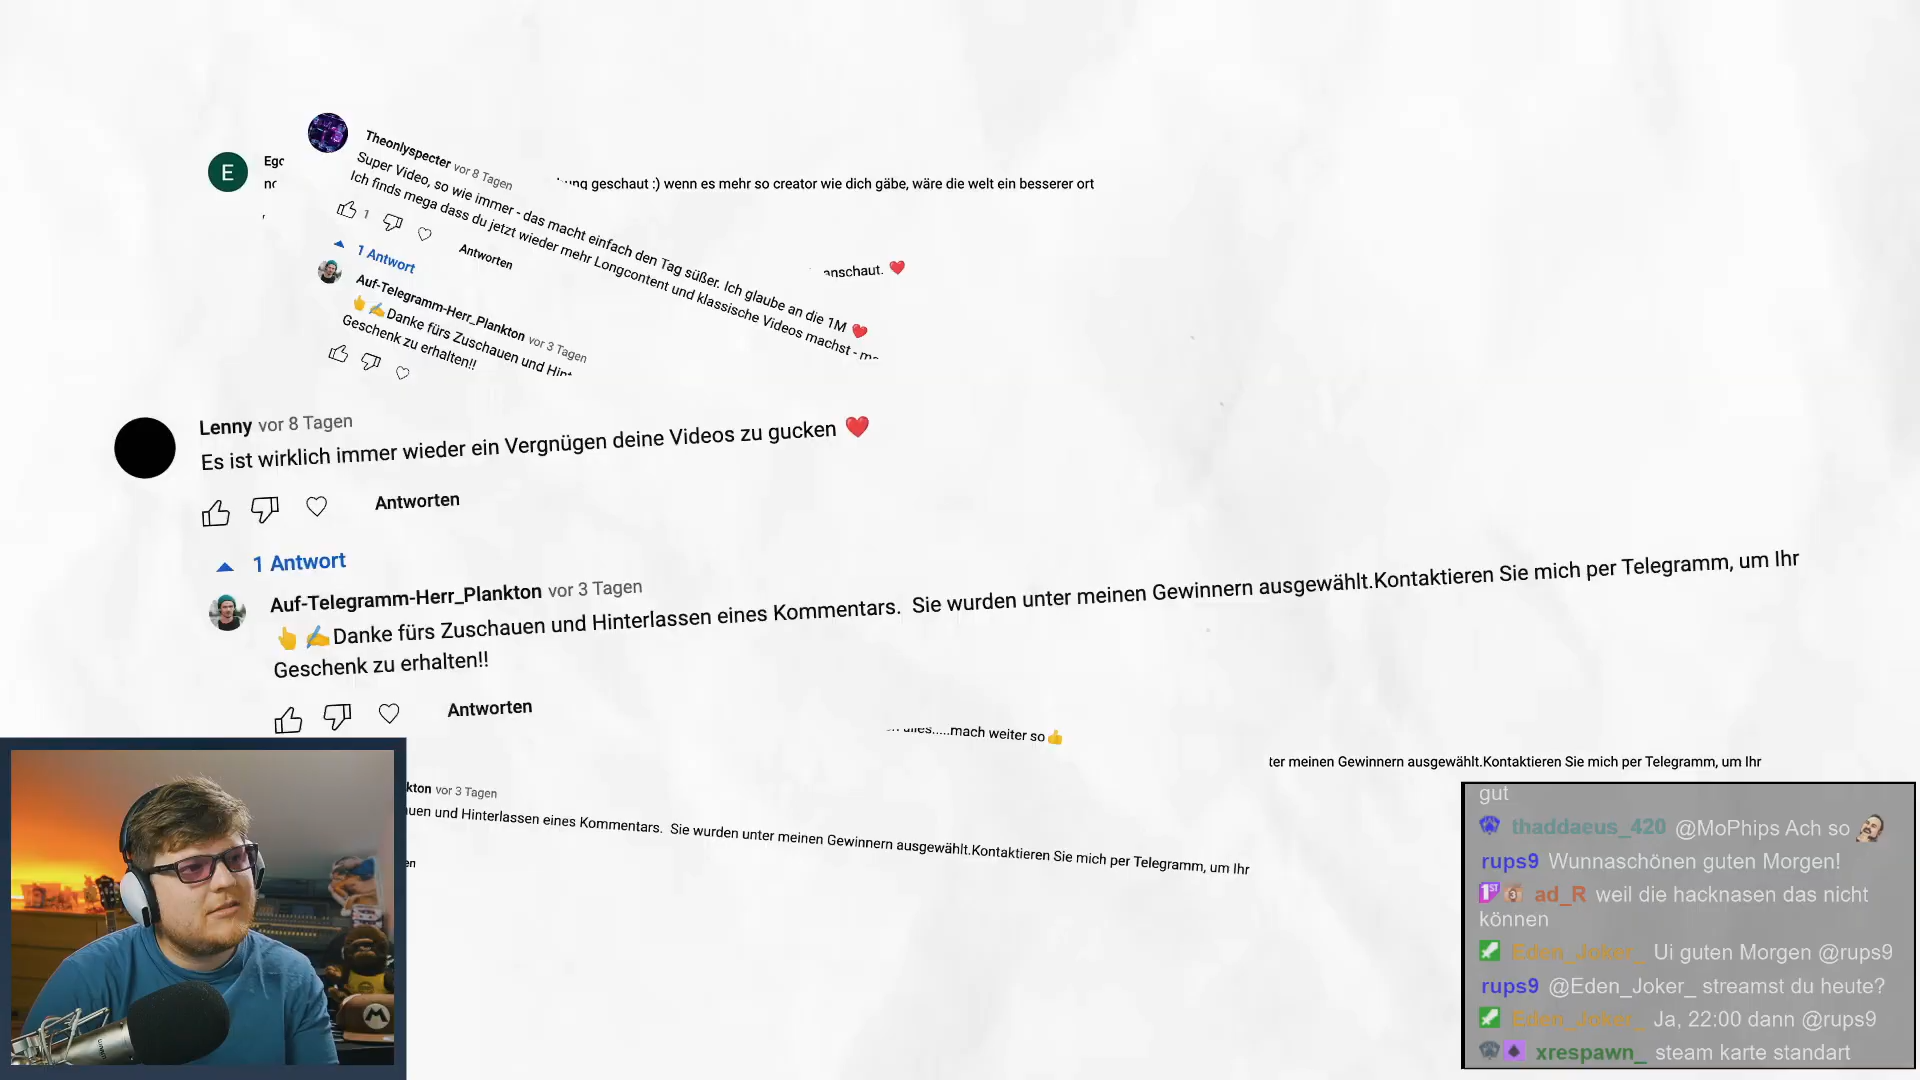 Theonlyspecter vor 8 Tagen
Super Video, so wie immer - das macht einfach den Tag süßer. Ich glaube an die 1M ❤️
Ich finds mega dass du jetzt wieder mehr Longcontent und klassische Videos machst -
1
Antworten
1 Antwort
Auf-Telegramm-Herr_Plankton vor 3 Tagen
👆✍️Danke fürs Zuschauen und
Geschenk zu erhalten!!
E
geschaut :) wenn es mehr so creator wie dich gäbe, wäre die welt ein besserer ort
anschaut. ❤️
Lenny vor 8 Tagen
Es ist wirklich immer wieder ein Vergnügen deine Videos zu gucken ❤️
Antworten
1 Antwort
Auf-Telegramm-Herr_Plankton vor 3 Tagen
👆✍️Danke fürs Zuschauen und Hinterlassen eines Kommentars. Sie wurden unter meinen Gewinnern ausgewählt.Kontaktieren Sie mich per Telegramm, um Ihr
Geschenk zu erhalten!!
Antworten
alles.....mach weiter so👍
ter meinen Gewinnern ausgewählt.Kontaktieren Sie mich per Telegramm, um Ihr
kton vor 3 Tagen
uen und Hinterlassen eines Kommentars. Sie wurden unter meinen Gewinnern ausgewählt.Kontaktieren Sie mich per Telegramm, um Ihr
en
gut
thaddaeus_420 @MoPhips Ach so
rups9 Wunnaschönen guten Morgen!
1ST ad_R weil die hacknasen das nicht
können
Eden_Joker_ Ui guten Morgen @rups9
rups9 @Eden_Joker_ streamst du heute?
Eden_Joker_ Ja, 22:00 dann @rups9
xrespawn_ steam karte standart